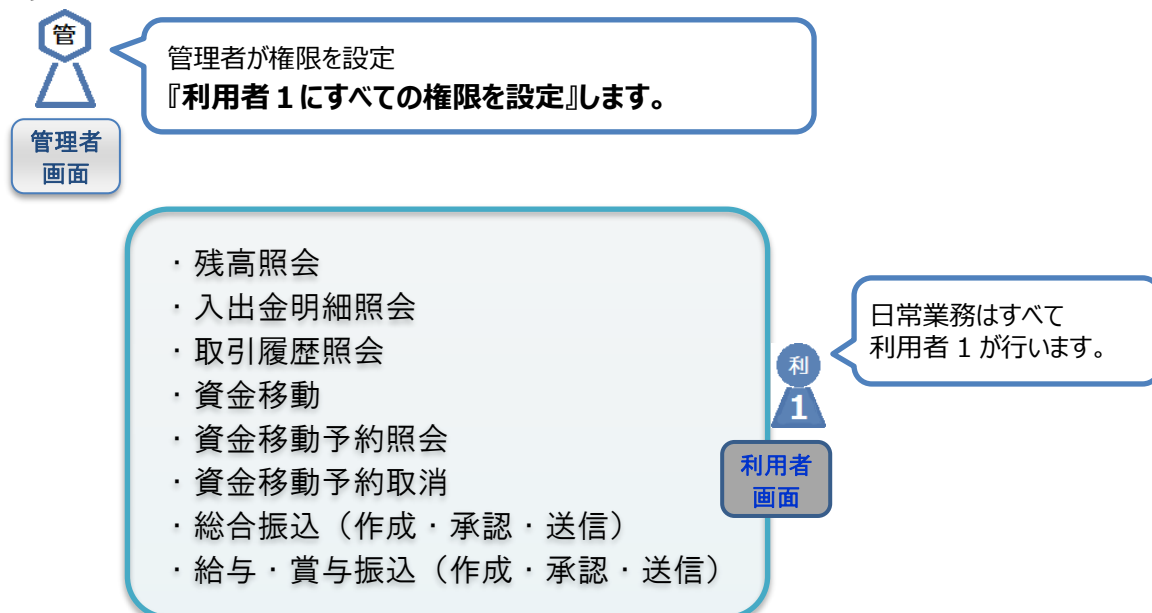 管
管理者が権限を設定
『利用者1にすべての権限を設定』します。
管理者
画面
・残高照会
・入出金明細照会
・取引履歴照会
・資金移動
・資金移動予約照会
・資金移動予約取消
・総合振込（作成・承認・送信）
・給与・賞与振込（作成・承認・送信）
日常業務はすべて
利用者1が行います。
利
1
利用者
画面